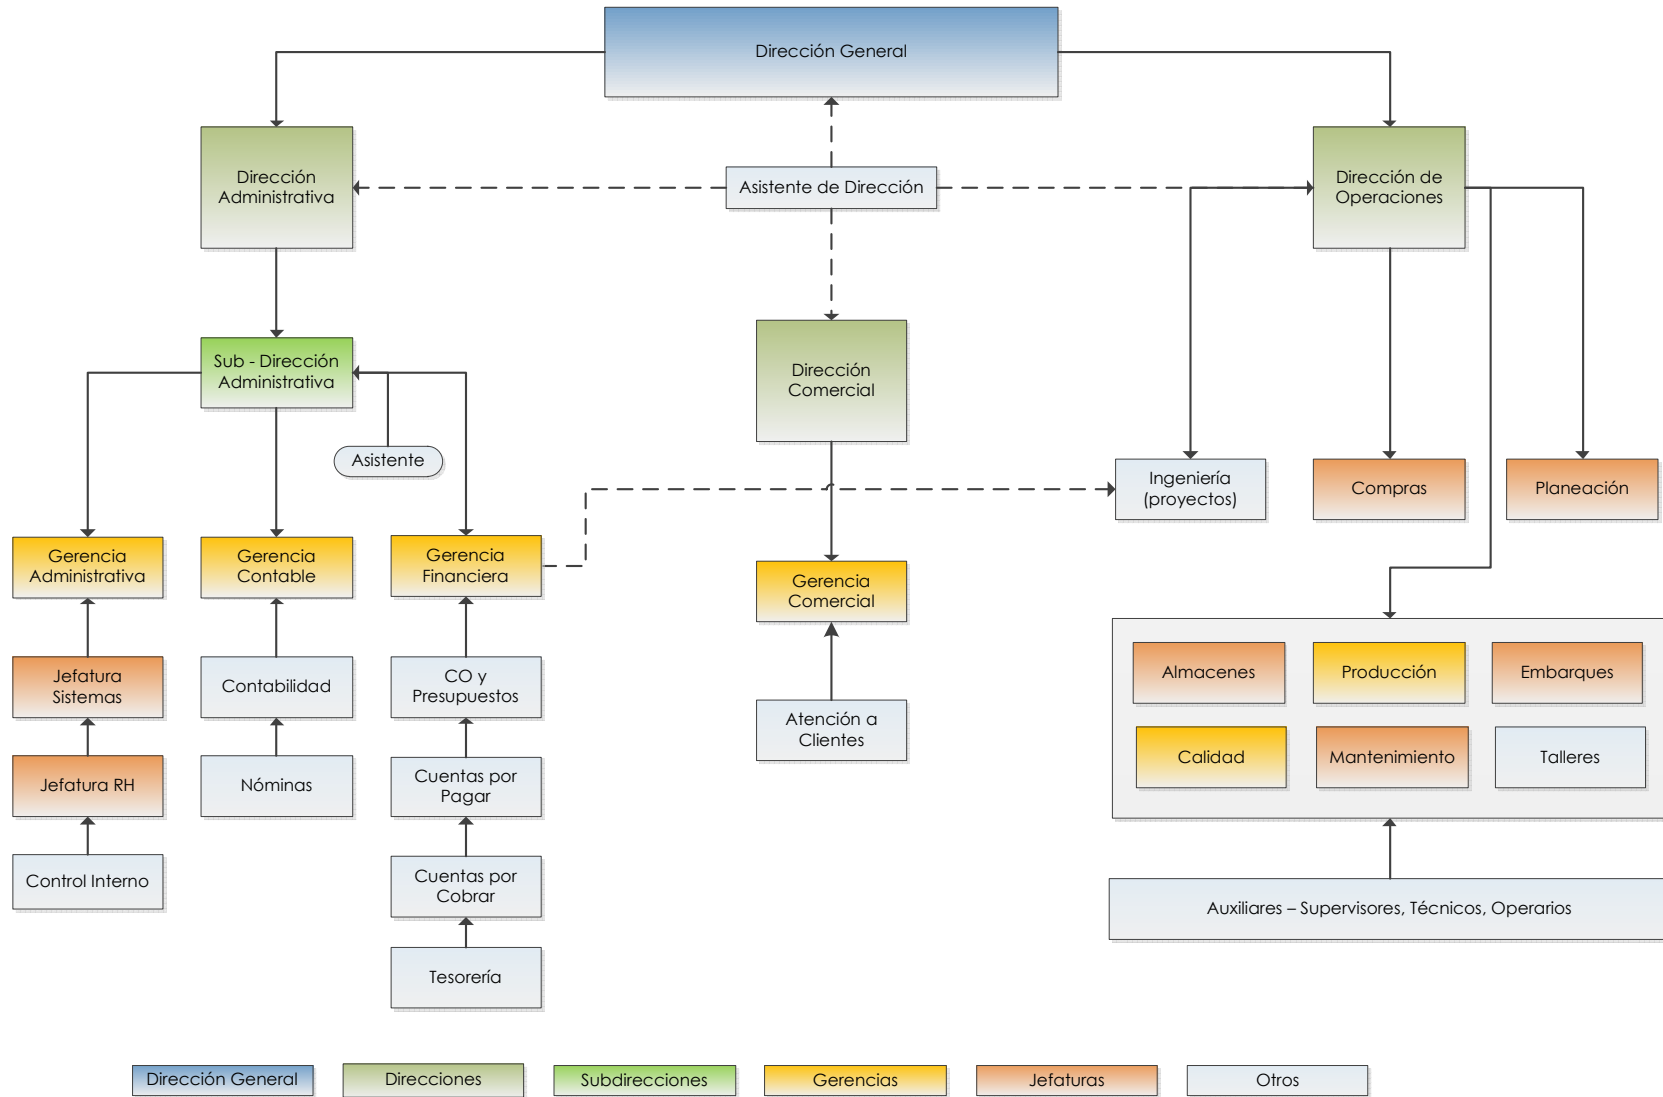 Dirección General
Dirección
Administrativa
Asistente de Dirección
Dirección de
Operaciones
Sub - Dirección
Administrativa
Dirección
Comercial
Asistente
Ingeniería
(proyectos)
Compras
Planeación
Gerencia
Administrativa
Gerencia
Contable
Gerencia
Financiera
Gerencia
Comercial
Jefatura
Sistemas
Contabilidad
CO y
Presupuestos
Almacenes
Producción
Embarques
Atención a
Clientes
Calidad
Mantenimiento
Talleres
Jefatura RH
Nóminas
Cuentas por
Pagar
Control Interno
Cuentas por
Cobrar
Auxiliares – Supervisores, Técnicos, Operarios
Tesorería
Dirección General
Direcciones
Subdirecciones
Gerencias
Jefaturas
Otros